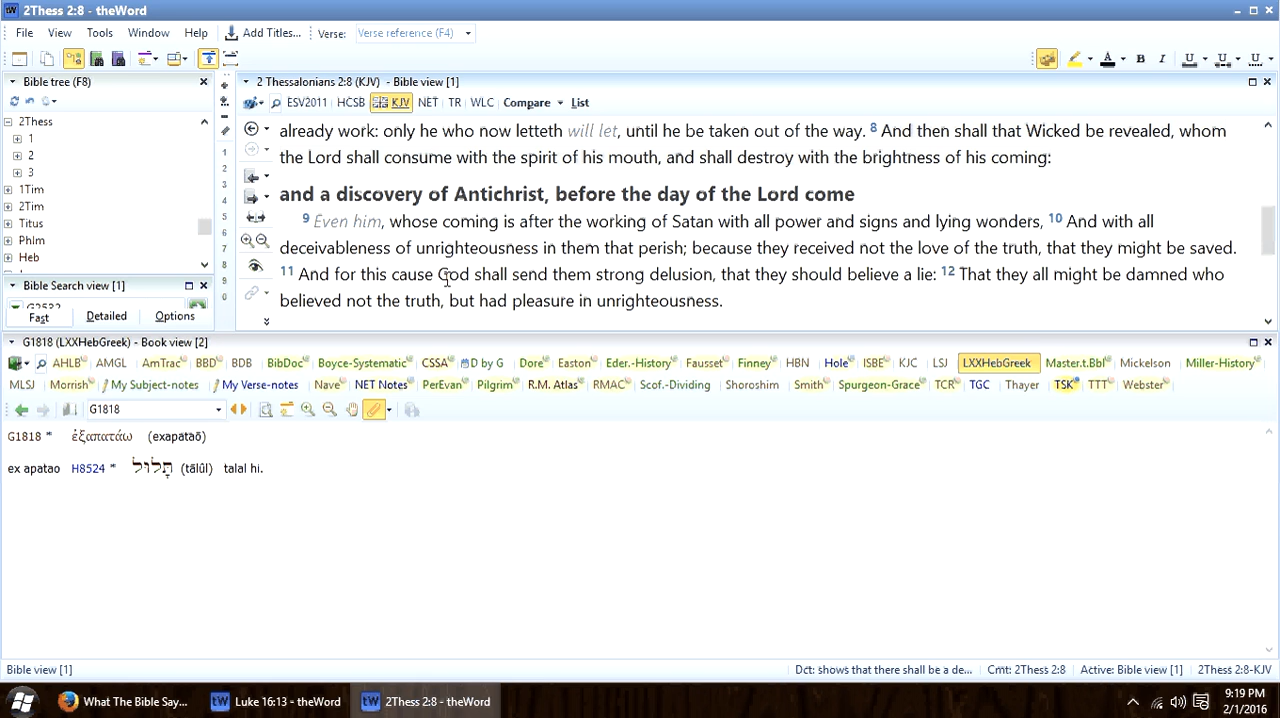 2Thess 2:8 - theWord
File View Tools Window Help Add Titles... Verse: Verse reference (F4)
B I U U U
Bible tree (F8)
2 Thessalonians 2:8 (KJV) - Bible view [1]
ESV2011 HCSB KJV NET TR WLC Compare List
2Thess
1
2
3
1Tim
2Tim
Titus
Phlm
Heb
Bible Search view [1]
Fast Detailed Options
1
2
3
4
5
6
7
8
9
0
already work: only he who now letteth will let, until he be taken out of the way. 8 And then shall that Wicked be revealed, whom
the Lord shall consume with the spirit of his mouth, and shall destroy with the brightness of his coming:
and a discovery of Antichrist, before the day of the Lord come
9 Even him, whose coming is after the working of Satan with all power and signs and lying wonders, 10 And with all
deceivableness of unrighteousness in them that perish; because they received not the love of the truth, that they might be saved.
11 And for this cause God shall send them strong delusion, that they should believe a lie: 12 That they all might be damned who
believed not the truth, but had pleasure in unrighteousness.
G1818 (LXXHebGreek) - Book view [2]
AHLB AMGL AmTrac BBD BDB BibDoc Boyce-Systematic CSSA D by G Dore Easton Eder.-History Fausset Finney HBN Hole ISBE KJC LSJ LXXHebGreek Master.t.Bbl Mickelson Miller-History
MLSJ Morrish My Subject-notes My Verse-notes Nave NET Notes PerEvan Pilgrim R.M. Atlas RMAC Scof.-Dividing Shoroshim Smith Spurgeon-Grace TCR TGC Thayer TSK TTT Webster
G1818
G1818 * ἐξαπατάω (exapataō)
ex apatao H8524 * תָלוּל (tâlûl) talal hi.
Bible view [1] Dct: shows that there shall be a de... Cmt: 2Thess 2:8 Active: Bible view [1] 2Thess 2:8-KJV
What The Bible Say... Luke 16:13 - theWord 2Thess 2:8 - theWord
9:19 PM
2/1/2016